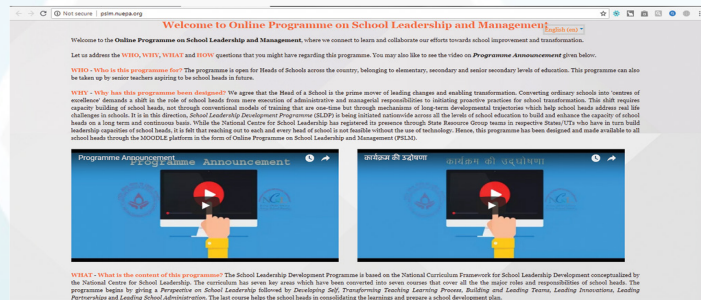 Not secure | pslm.nuepa.org
Welcome to Online Programme on School Leadership and Management
English (en)
Welcome to the Online Programme on School Leadership and Management, where we connect to learn and collaborate our efforts towards school improvement and transformation.
Let us address the WHO, WHY, WHAT and HOW questions that you might have regarding this programme. You may also like to see the video on Programme Announcement given below.
WHO - Who is this programme for? The programme is open for Heads of Schools across the country, belonging to elementary, secondary and senior secondary levels of education. This programme can also
be taken up by senior teachers aspiring to be school heads in future.
WHY - Why has this programme been designed? We agree that the Head of a School is the prime mover of leading changes and enabling transformation. Converting ordinary schools into 'centres of
excellence' demands a shift in the role of school heads from mere execution of administrative and managerial responsibilities to initiating proactive practices for school transformation. This shift requires
capacity building of school heads, not through conventional models of training that are one-time but through mechanisms of long-term developmental trajectories which help school heads address real life
challenges in schools. It is in this direction, School Leadership Development Programme (SLDP) is being initiated nationwide across all the levels of school education to build and enhance the capacity of school
heads on a long term and continuous basis. While the National Centre for School Leadership has registered its presence through State Resource Group teams in respective States/UTs who have in turn build
leadership capacities of school heads, it is felt that reaching out to each and every head of school is not feasible without the use of technology. Hence, this programme has been designed and made available to all
school heads through the MOODLE platform in the form of Online Programme on School Leadership and Management (PSLM).
Programme Announcement
Programme Announcement
कार्यक्रम की उद्घोषणा
कार्यक्रम की उद्घोषणा
WHAT - What is the content of this programme? The School Leadership Development Programme is based on the National Curriculum Framework for School Leadership Development conceptualized by
the National Centre for School Leadership. The curriculum has seven key areas which have been converted into seven courses that cover all the major roles and responsibilities of school heads. The
programme begins by giving a Perspective on School Leadership followed by Developing Self, Transforming Teaching Learning Process, Building and Leading Teams, Leading Innovations, Leading
Partnerships and Leading School Administration. The last course helps the school heads in consolidating the learnings and prepare a school development plan.